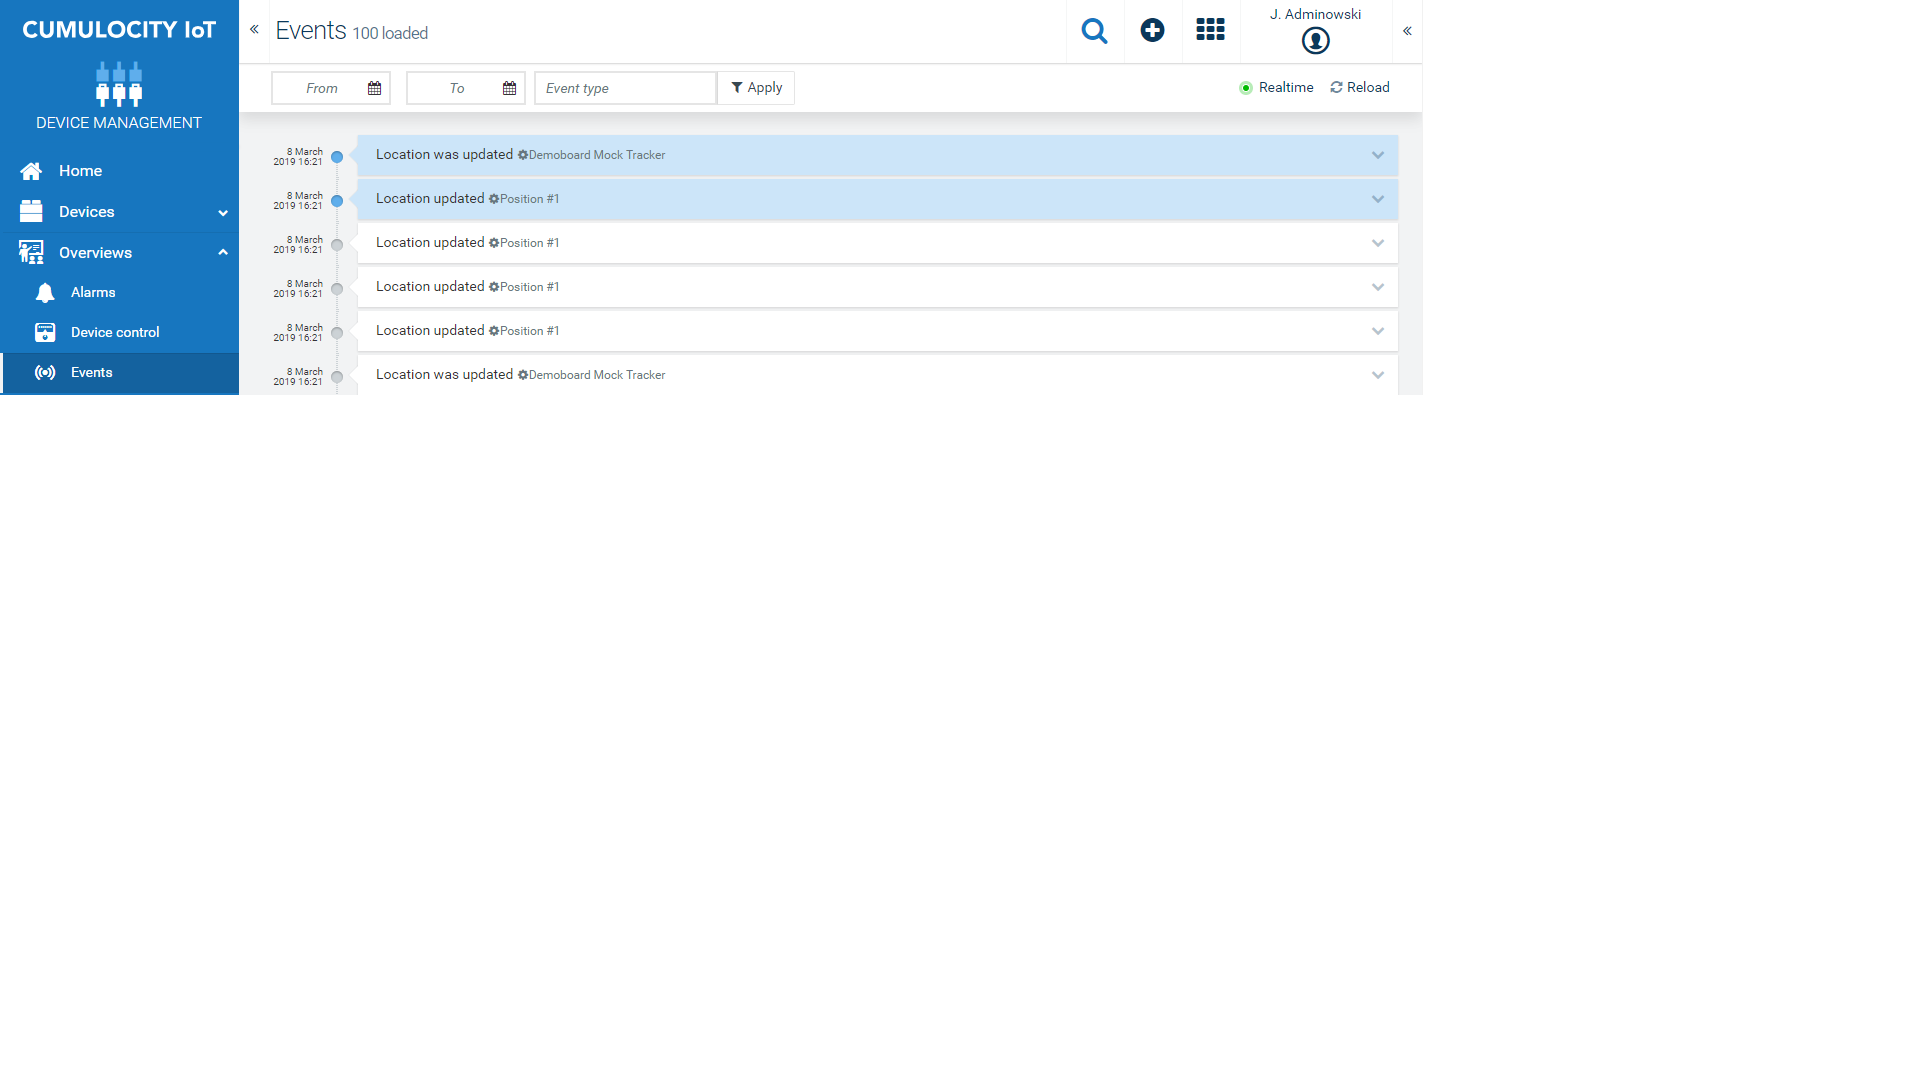 CUMULOCITY IoT
DEVICE MANAGEMENT
Home
Devices
Overviews
Alarms
Device control
Events
Events 100 loaded
J. Adminowski
From
To
Event type
Apply
Realtime
Reload
8 March
2019 16:21
Location was updated Demoboard Mock Tracker
8 March
2019 16:21
Location updated Position #1
8 March
2019 16:21
Location updated Position #1
8 March
2019 16:21
Location updated Position #1
8 March
2019 16:21
Location updated Position #1
8 March
2019 16:21
Location was updated Demoboard Mock Tracker